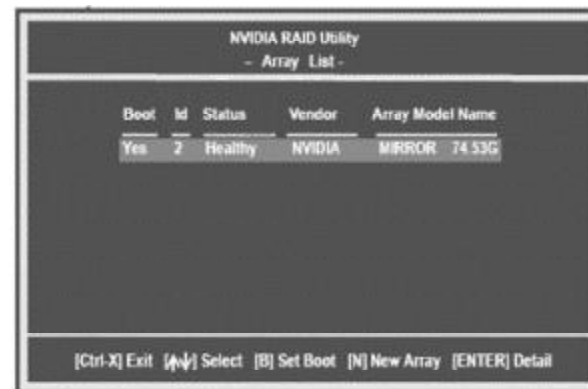 NVIDIA RAID Utility
- Array List -
Boot Id Status Vendor Array Model Name
Yes 2 Healthy NVIDIA MIRROR 74.53G
[Ctrl-X] Exit [↑↓] Select [B] Set Boot [N] New Array [ENTER] Detail